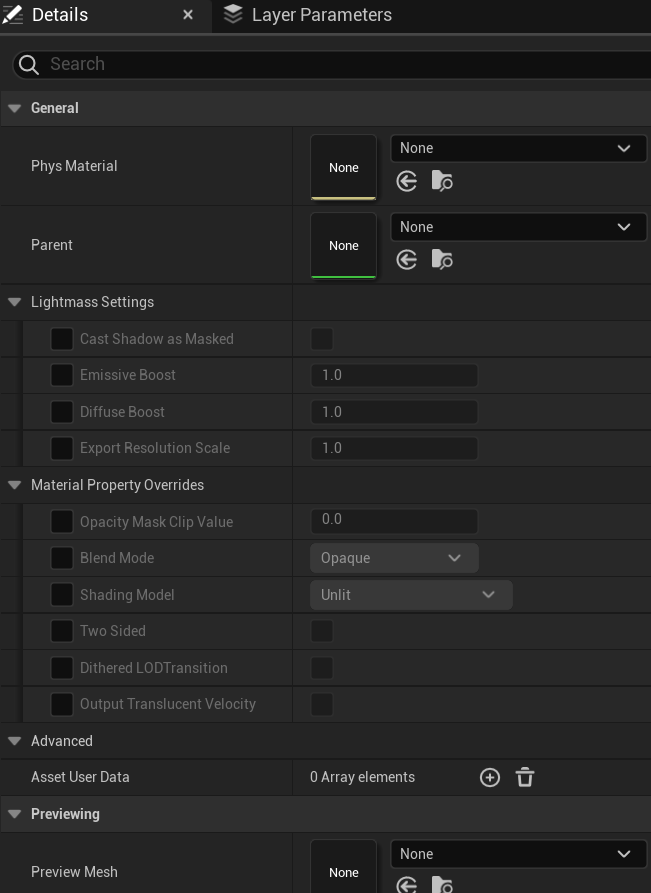 Details
Layer Parameters
Search
General
Phys Material
None
None
Parent
None
None
Lightmass Settings
Cast Shadow as Masked
Emissive Boost
1.0
Diffuse Boost
1.0
Export Resolution Scale
1.0
Material Property Overrides
Opacity Mask Clip Value
0.0
Blend Mode
Opaque
Shading Model
Unlit
Two Sided
Dithered LODTransition
Output Translucent Velocity
Advanced
Asset User Data
0 Array elements
Previewing
Preview Mesh
None
None